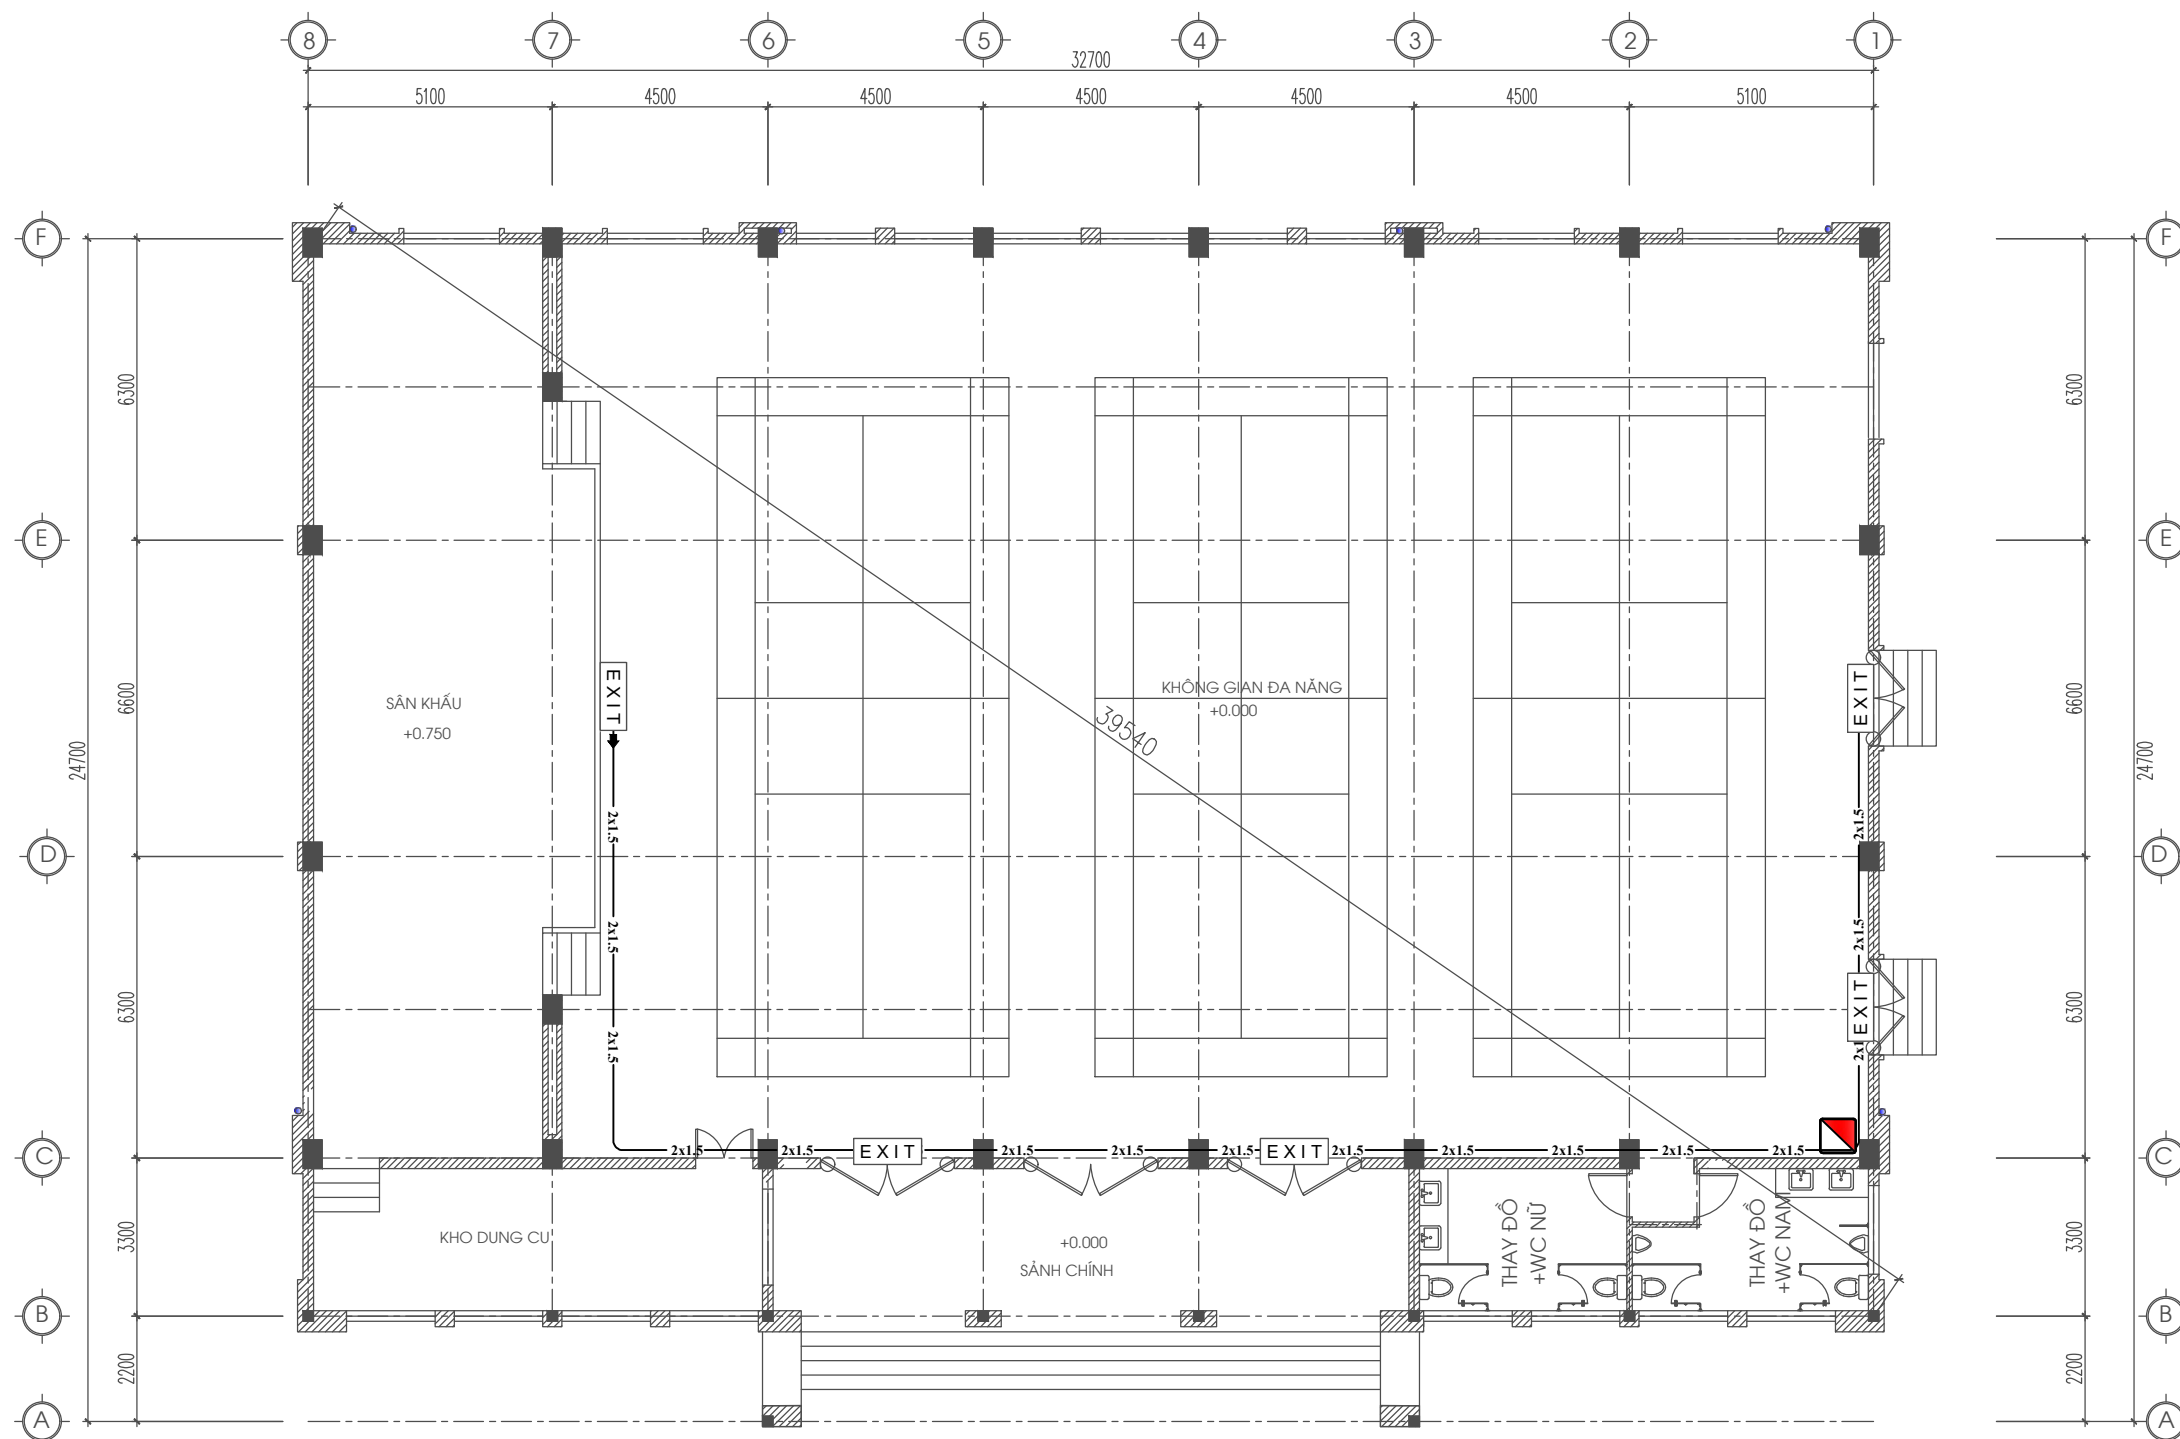 8 7 6 5 4 3 2 1
32700
5100 4500 4500 4500 4500 4500 5100
F F
6300 6300
E E
EXIT
EXIT
SÂN KHẤU
+0.750
KHÔNG GIAN ĐA NĂNG
+0.000
6600 6600
39540
24700 24700
2x1.5 2x1.5
D D
2x1.5 2x1.5
6300 6300
EXIT
2x1.5 2x1
C C
2x1.5 2x1.5 EXIT 2x1.5 2x1.5 2x1.5 EXIT 2x1.5 2x1.5 2x1.5 2x1.5 2x1.5
3300 3300
KHO DUNG CU
+0.000
SẢNH CHÍNH
THAY ĐỒ
+WC NỮ
THAY ĐỒ
+WC NAM
B B
2200 2200
A A